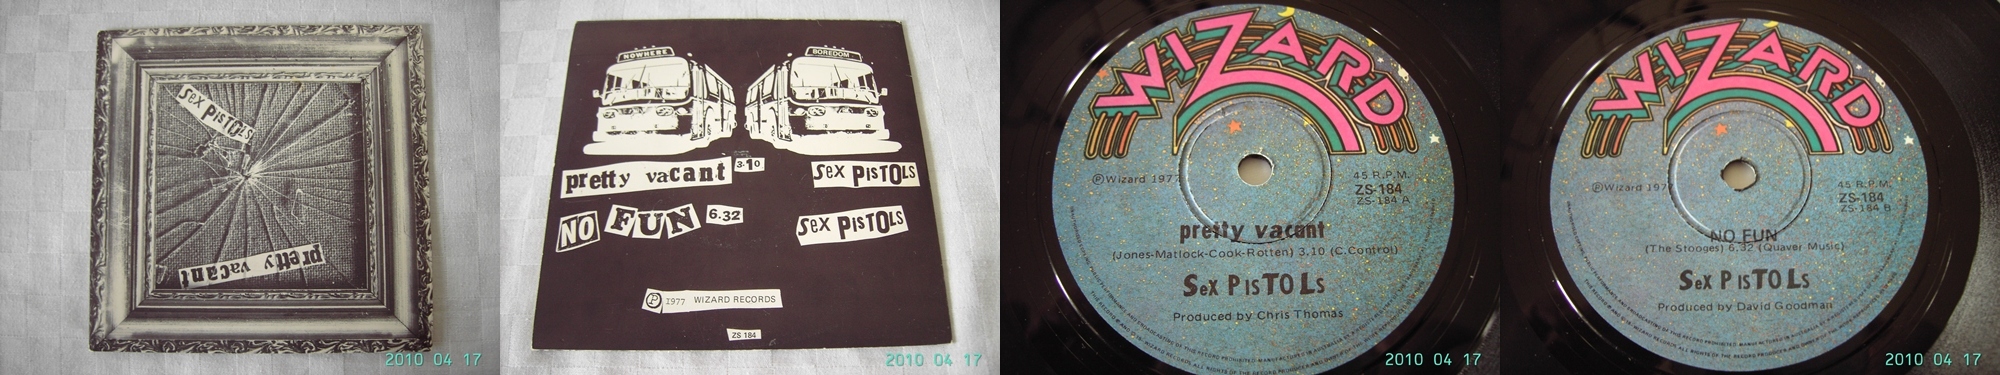 sex PISTOLS
pretty vacant
2010 04 17
NOWHERE
BOREDOM
pretty vacant 3·10 sex PISTOLS
NO FUN 6.32 sex PISTOLS
Ⓟ 1977 WIZARD RECORDS
ZS 184
2010 04 17
WIZARD
ⓅWizard 1977
45 R.P.M.
ZS-184
ZS-184 A
pretty vacant
(Jones-Matlock-Cook-Rotten) 3.10 (C.Control)
SeX PISTOLs
Produced by Chris Thomas
2010 04 17
WIZARD
ⓅWizard 1977
45 R.P.M.
ZS-184
ZS-184 B
NO FUN
(The Stooges) 6.32 (Quaver Music)
SeX PISTOLs
Produced by David Goodman
2010 04 17